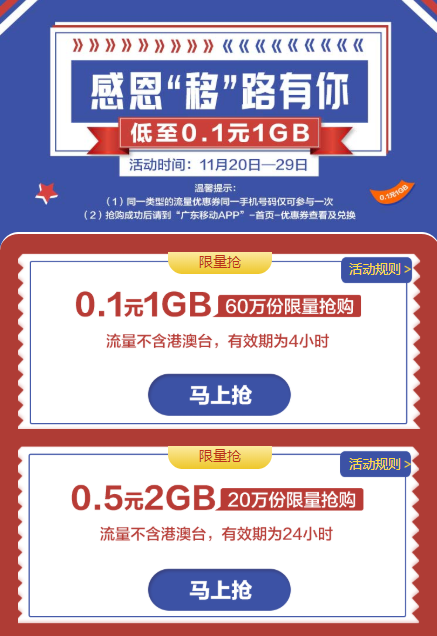 感恩“移”路有你
低至0.1元1GB
活动时间：11月20日—29日
温馨提示：
（1）同一类型的流量优惠券同一手机号码仅可参与一次
（2）抢购成功后请到“广东移动APP”-首页-优惠券查看及兑换
0.1元1GB
限量抢
活动规则 >
0.1元1GB 60万份限量抢购
流量不含港澳台，有效期为4小时
马上抢
限量抢
活动规则 >
0.5元2GB 20万份限量抢购
流量不含港澳台，有效期为24小时
马上抢